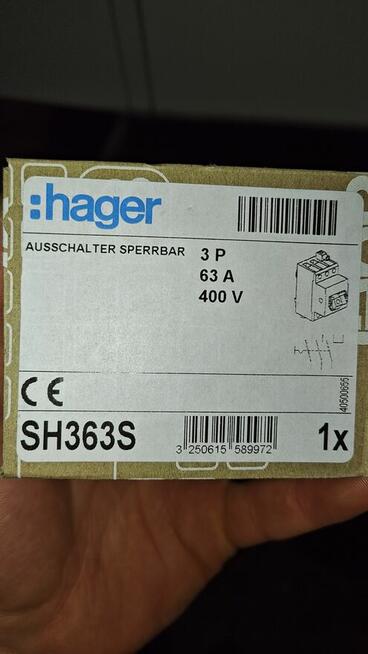 :hager
AUSSCHALTER SPERRBAR 3 P
63 A
400 V
40500655
CE
SH363S
3 250615 589972
1x